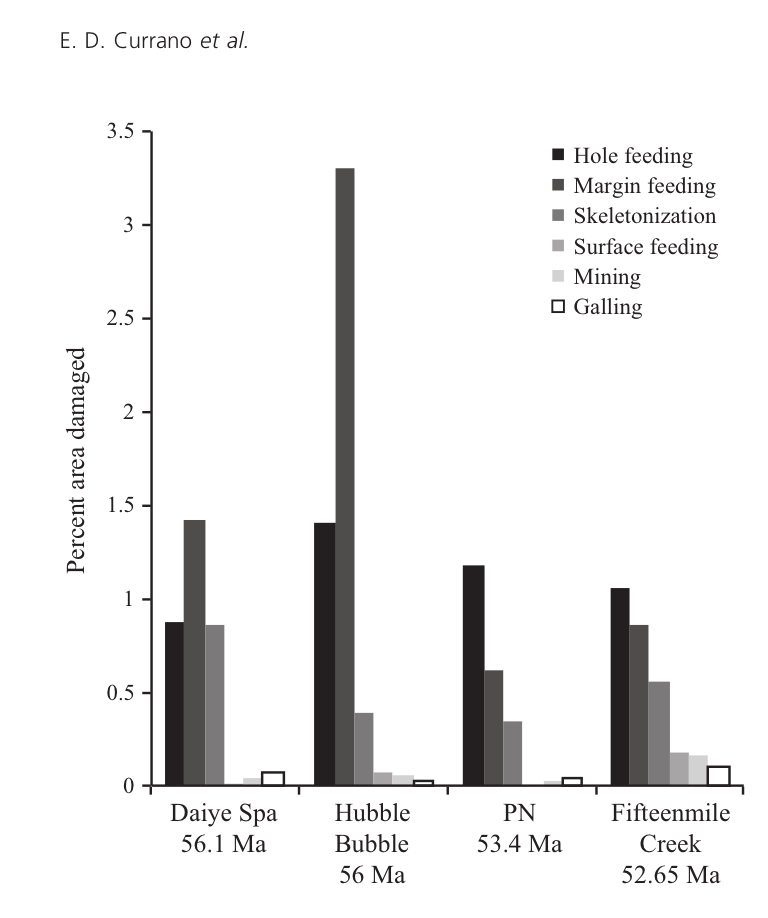 E. D. Currano et al.
3.5
3
2.5
2
1.5
1
0.5
0
Percent area damaged
Hole feeding
Margin feeding
Skeletonization
Surface feeding
Mining
Galling
Daiye Spa
56.1 Ma
Hubble
Bubble
56 Ma
PN
53.4 Ma
Fifteenmile
Creek
52.65 Ma